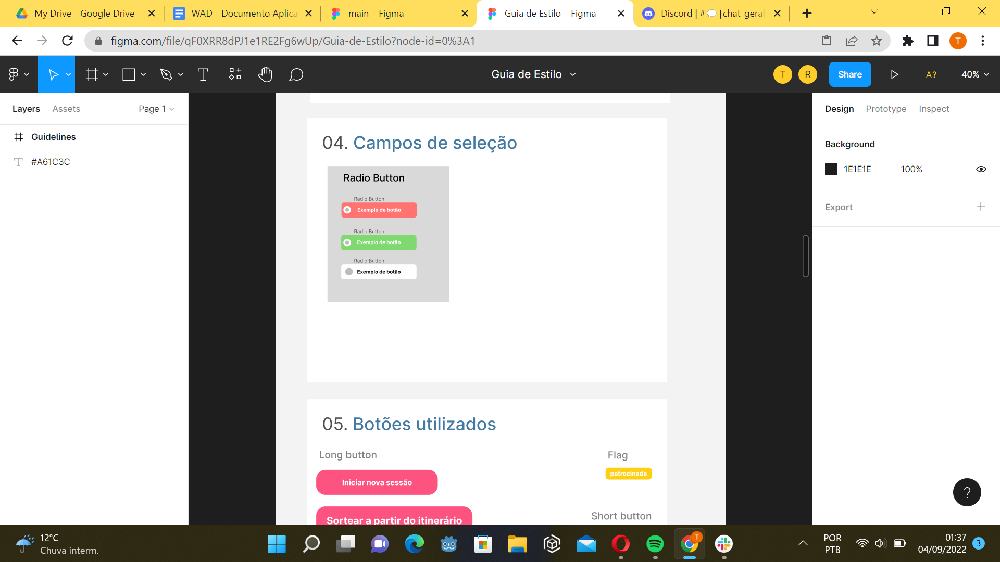 My Drive - Google Drive
WAD - Documento Aplica
main – Figma
Guia de Estilo – Figma
Discord | # 💬 |chat-geral
figma.com/file/qF0XRR8dPJ1e1RE2Fg6wUp/Guia-de-Estilo?node-id=0%3A1
T
Guia de Estilo
T
R
Share
A?
40%
Layers
Assets
Page 1
Guidelines
#A61C3C
04. Campos de seleção
Radio Button
Radio Button
Exemplo de botão
Radio Button
Exemplo de botão
Radio Button
Exemplo de botão
05. Botões utilizados
Long button
Flag
Iniciar nova sessão
patrocinada
Sortear a partir do itinerário
Short button
Design
Prototype
Inspect
Background
1E1E1E
100%
Export
?
12°C
Chuva interm.
T
POR
PTB
01:37
04/09/2022
3